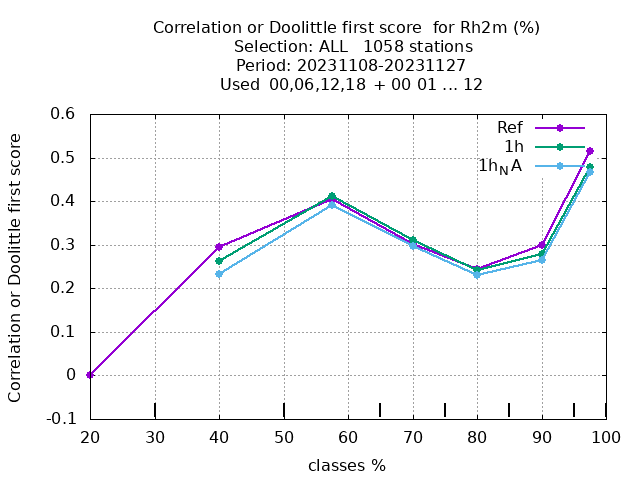 Correlation or Doolittle first score  for Rh2m (%)
Selection: ALL   1058 stations
Period: 20231108-20231127
Used  00,06,12,18  + 00 01 ... 12
Ref
1h
1h_NA
Correlation or Doolittle first score
0.6
0.5
0.4
0.3
0.2
0.1
0
-0.1
20 30 40 50 60 70 80 90 100
classes %